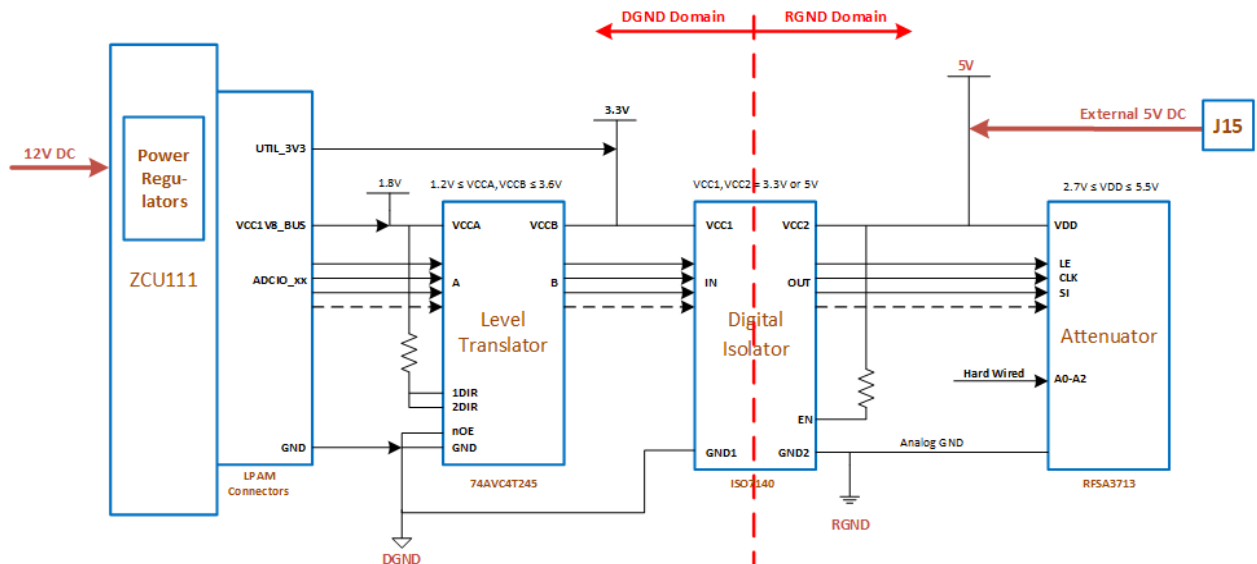 DGND Domain
RGND Domain
5V
External 5V DC
J15
3.3V
12V DC
Power
Regu-
lators
UTIL_3V3
1.8V
1.2V ≤ VCCA,VCCB ≤ 3.6V
VCC1,VCC2 = 3.3V or 5V
2.7V ≤ VDD ≤ 5.5V
VCC1V8_BUS
VCCA
VCCB
VCC1
VCC2
VDD
ZCU111
ADCIO_xx
A
B
IN
OUT
LE
CLK
SI
Level
Translator
Digital
Isolator
Attenuator
Hard Wired
A0-A2
1DIR
2DIR
EN
nOE
GND
GND
GND1
GND2
Analog GND
LPAM
Connectors
74AVC4T245
ISO7140
RFSA3713
RGND
DGND